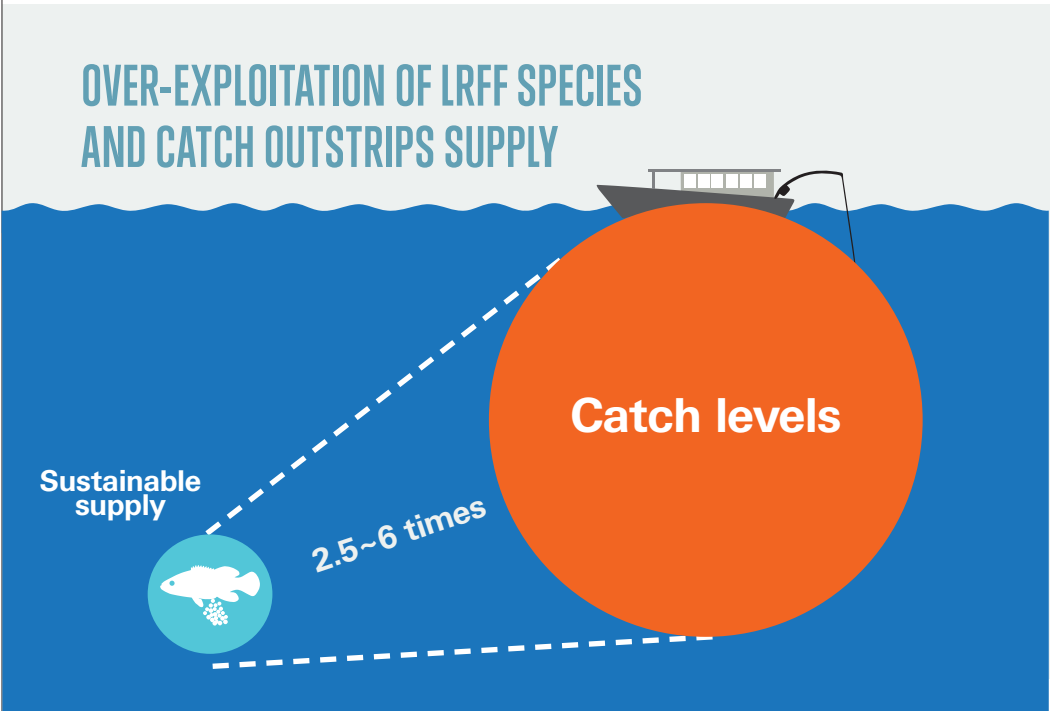 OVER-EXPLOITATION OF LRFF SPECIES
AND CATCH OUTSTRIPS SUPPLY
Catch levels
Sustainable
supply
2.5~6 times